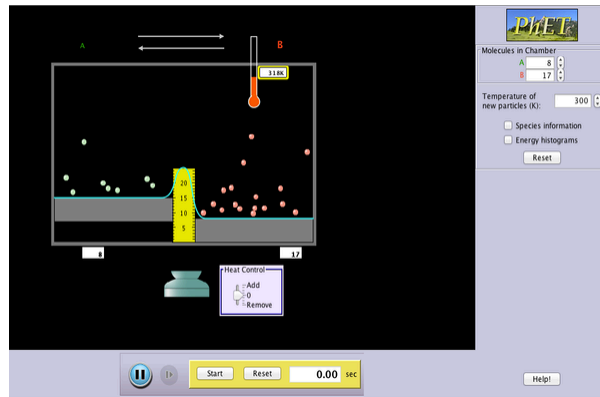 A
B
318K
20
15
10
5
8
17
Heat Control
Add
0
Remove
Start
Reset
0.00
sec
PhET
Molecules in Chamber
A 8
B 17
Temperature of
new particles (K):
300
Species information
Energy histograms
Reset
Help!